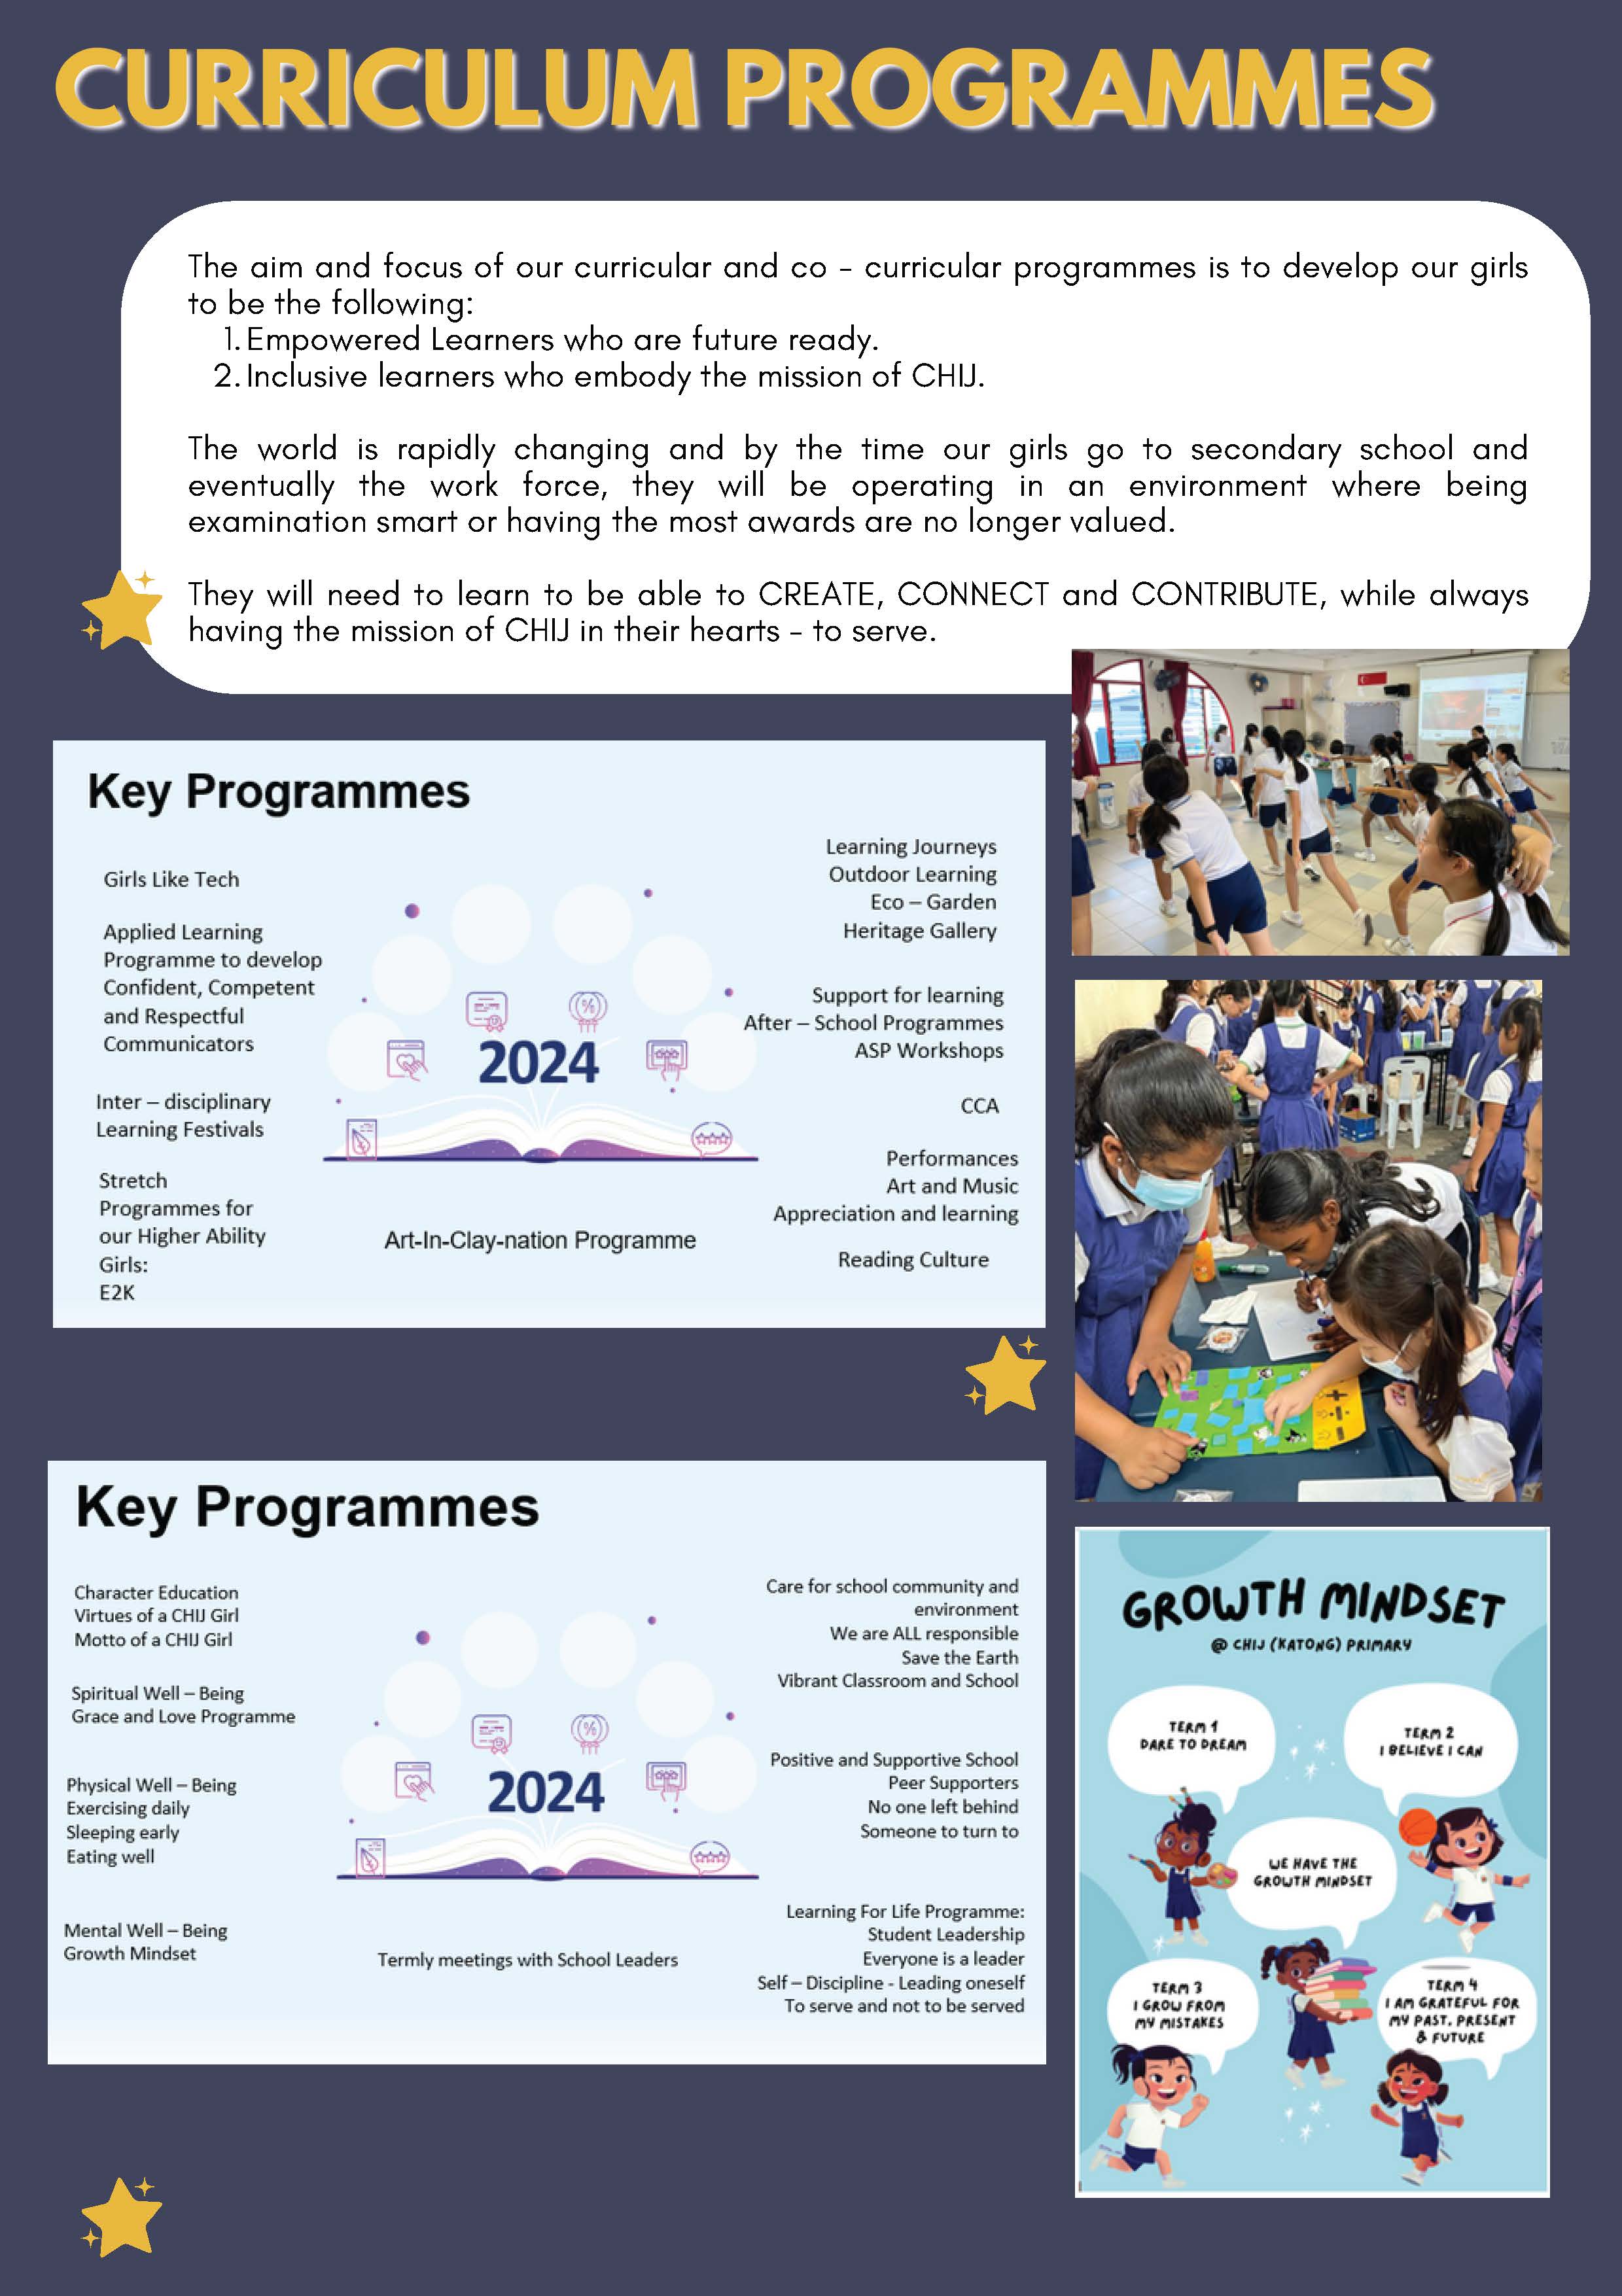 CURRICULUM PROGRAMMES
The aim and focus of our curricular and co - curricular programmes is to develop our girls
to be the following:
1. Empowered Learners who are future ready.
2. Inclusive learners who embody the mission of CHIJ.
The world is rapidly changing and by the time our girls go to secondary school and
eventually the work force, they will be operating in an environment where being
examination smart or having the most awards are no longer valued.
They will need to learn to be able to CREATE, CONNECT and CONTRIBUTE, while always
having the mission of CHIJ in their hearts - to serve.
Key Programmes
Girls Like Tech
Applied Learning
Programme to develop
Confident, Competent
and Respectful
Communicators
Inter – disciplinary
Learning Festivals
Stretch
Programmes for
our Higher Ability
Girls:
E2K
2024
Art-In-Clay-nation Programme
Learning Journeys
Outdoor Learning
Eco – Garden
Heritage Gallery
Support for learning
After – School Programmes
ASP Workshops
CCA
Performances
Art and Music
Appreciation and learning
Reading Culture
Key Programmes
Character Education
Virtues of a CHIJ Girl
Motto of a CHIJ Girl
Spiritual Well – Being
Grace and Love Programme
Physical Well – Being
Exercising daily
Sleeping early
Eating well
Mental Well – Being
Growth Mindset
2024
Termly meetings with School Leaders
Care for school community and
environment
We are ALL responsible
Save the Earth
Vibrant Classroom and School
Positive and Supportive School
Peer Supporters
No one left behind
Someone to turn to
Learning For Life Programme:
Student Leadership
Everyone is a leader
Self – Discipline - Leading oneself
To serve and not to be served
GROWTH MINDSET
@ CHIJ (KATONG) PRIMARY
TERM 1
DARE TO DREAM
TERM 2
I BELIEVE I CAN
WE HAVE THE
GROWTH MINDSET
TERM 3
I GROW FROM
MY MISTAKES
TERM 4
I AM GRATEFUL FOR
MY PAST, PRESENT
& FUTURE